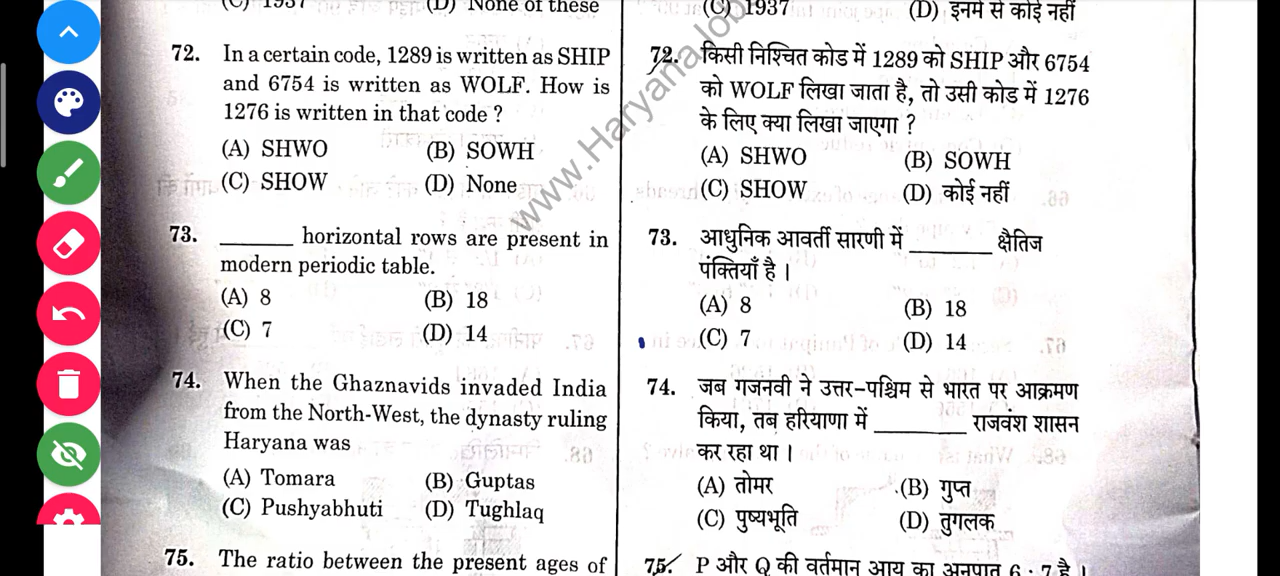 (D) None of these
72. In a certain code, 1289 is written as SHIP
and 6754 is written as WOLF. How is
1276 is written in that code ?
(A) SHWO (B) SOWH
(C) SHOW (D) None
73. ______ horizontal rows are present in
modern periodic table.
(A) 8 (B) 18
(C) 7 (D) 14
74. When the Ghaznavids invaded India
from the North-West, the dynasty ruling
Haryana was
(A) Tomara (B) Guptas
(C) Pushyabhuti (D) Tughlaq
75. The ratio between the present ages of
(C) 1937 (D) इनमें से कोई नहीं
72. किसी निश्चित कोड में 1289 को SHIP और 6754
को WOLF लिखा जाता है, तो उसी कोड में 1276
के लिए क्या लिखा जाएगा ?
(A) SHWO (B) SOWH
(C) SHOW (D) कोई नहीं
73. आधुनिक आवर्ती सारणी में ______ क्षैतिज
पंक्तियाँ है ।
(A) 8 (B) 18
(C) 7 (D) 14
74. जब गजनवी ने उत्तर-पश्चिम से भारत पर आक्रमण
किया, तब हरियाणा में ______ राजवंश शासन
कर रहा था ।
(A) तोमर (B) गुप्त
(C) पुष्यभूति (D) तुगलक
75. P और Q की वर्तमान आयु का अनुपात 6 : 7 है ।
www.Haryana.